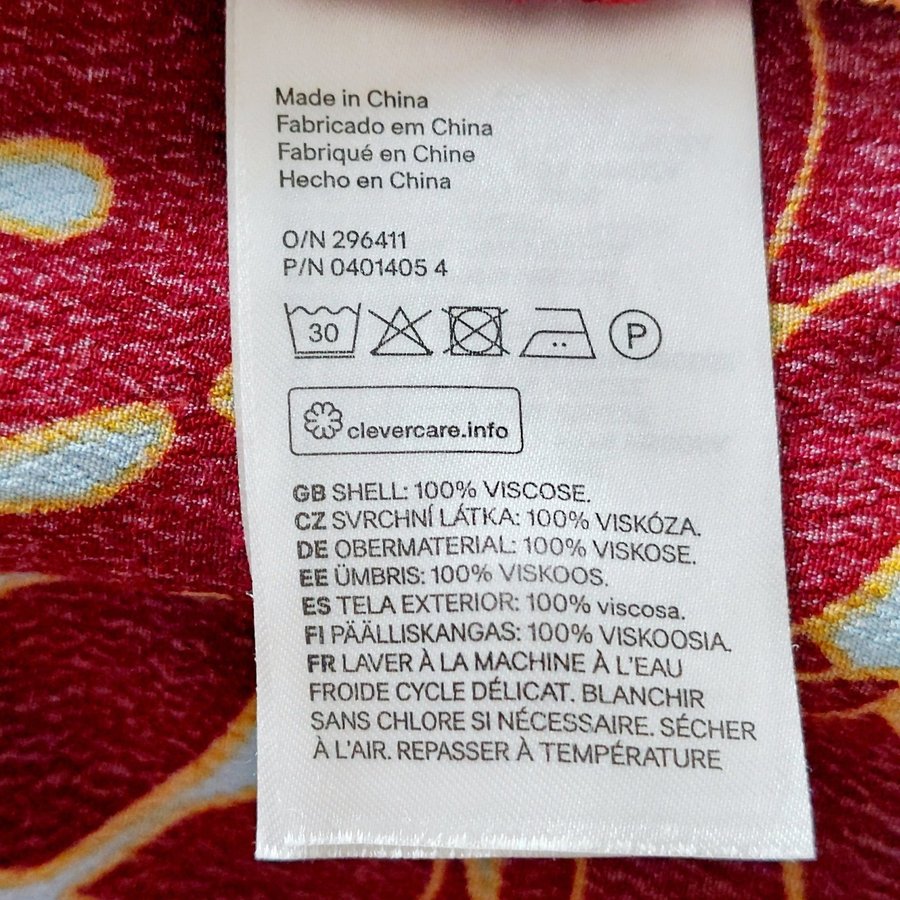 Made in China
Fabricado em China
Fabriqué en Chine
Hecho en China
O/N 296411
P/N 0401405 4
30 P
clevercare.info
GB SHELL: 100% VISCOSE.
CZ SVRCHNÍ LÁTKA: 100% VISKÓZA.
DE OBERMATERIAL: 100% VISKOSE.
EE ÜMBRIS: 100% VISKOOS.
ES TELA EXTERIOR: 100% viscosa.
FI PÄÄLLISKANGAS: 100% VISKOOSIA.
FR LAVER À LA MACHINE À L'EAU
FROIDE CYCLE DÉLICAT. BLANCHIR
SANS CHLORE SI NÉCESSAIRE. SÉCHER
À L'AIR. REPASSER À TEMPÉRATURE